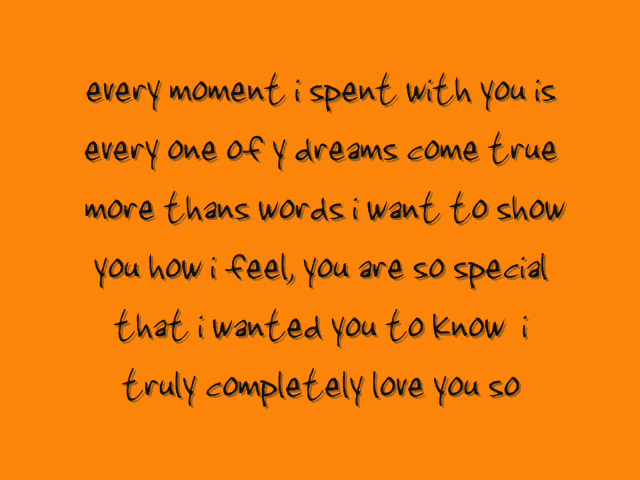 every moment i spent with you is
every one of y dreams come true
more thans words i want to show
you how i feel, you are so special
that i wanted you to know i
truly completely love you so